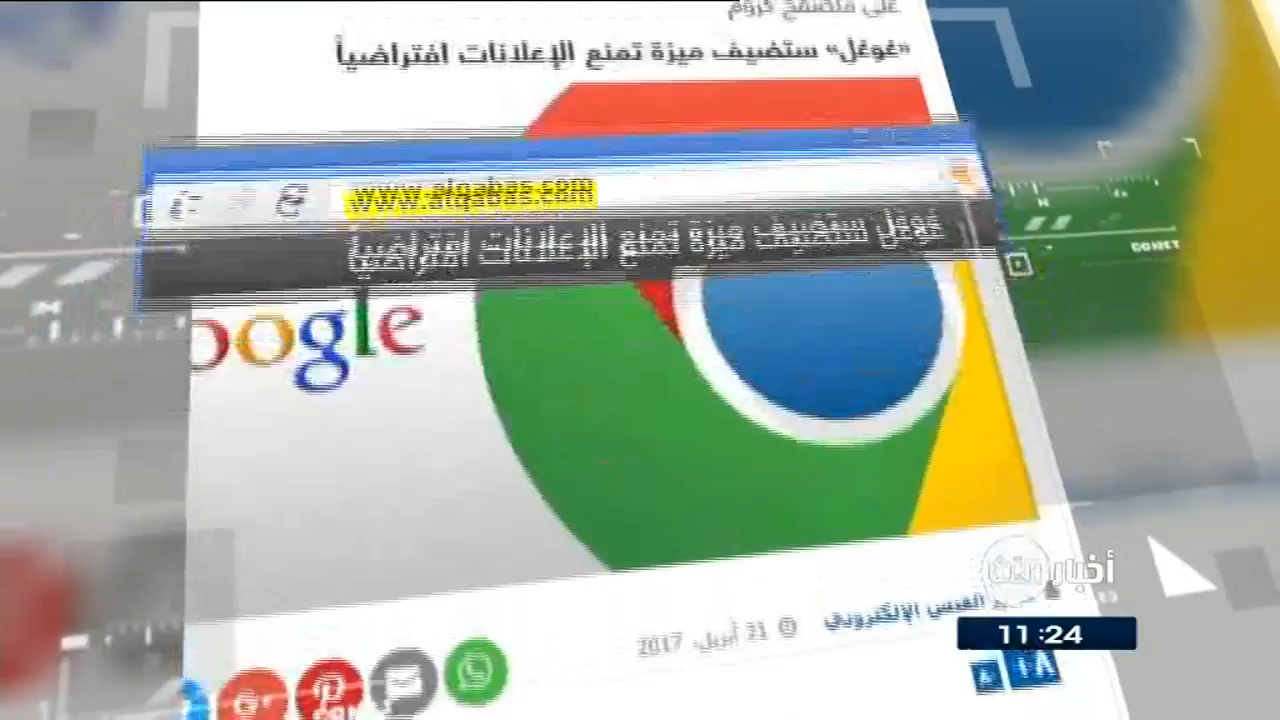 على متصفح كروم
«غوغل» ستضيف ميزة تمنع الإعلانات افتراضياً
www.alqabas.com
غوغل ستضيف ميزة تمنع الإعلانات افتراضياً
oogle
القبس الإلكتروني
21 أبريل، 2017
أخبار
11:24